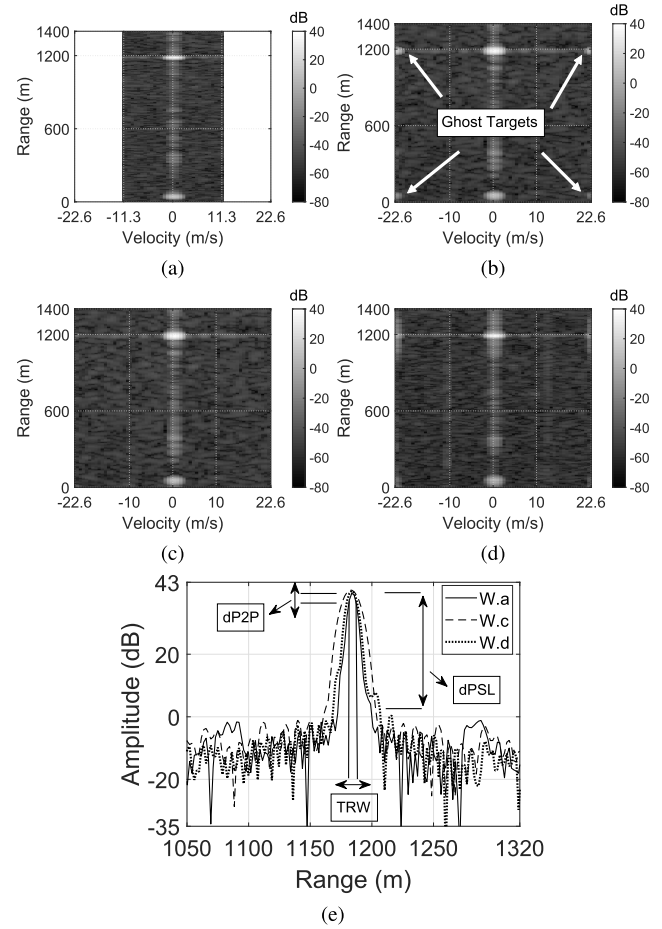 dB
1400
1200
600
0
Range (m)
-22.6 -11.3 0 11.3 22.6
Velocity (m/s)
40
20
0
-20
-40
-60
-80
(a)
dB
1400
1200
600
0
Range (m)
Ghost Targets
-22.6 -10 0 10 22.6
Velocity (m/s)
40
20
0
-20
-40
-60
-80
(b)
dB
1400
1200
600
0
Range (m)
-22.6 -10 0 10 22.6
Velocity (m/s)
40
20
0
-20
-40
-60
-80
(c)
dB
1400
1200
600
0
Range (m)
-22.6 -10 0 10 22.6
Velocity (m/s)
40
20
0
-20
-40
-60
-80
(d)
43
20
0
-20
-35
Amplitude (dB)
dP2P
W.a
W.c
W.d
dPSL
TRW
1050 1100 1150 1200 1250 1320
Range (m)
(e)